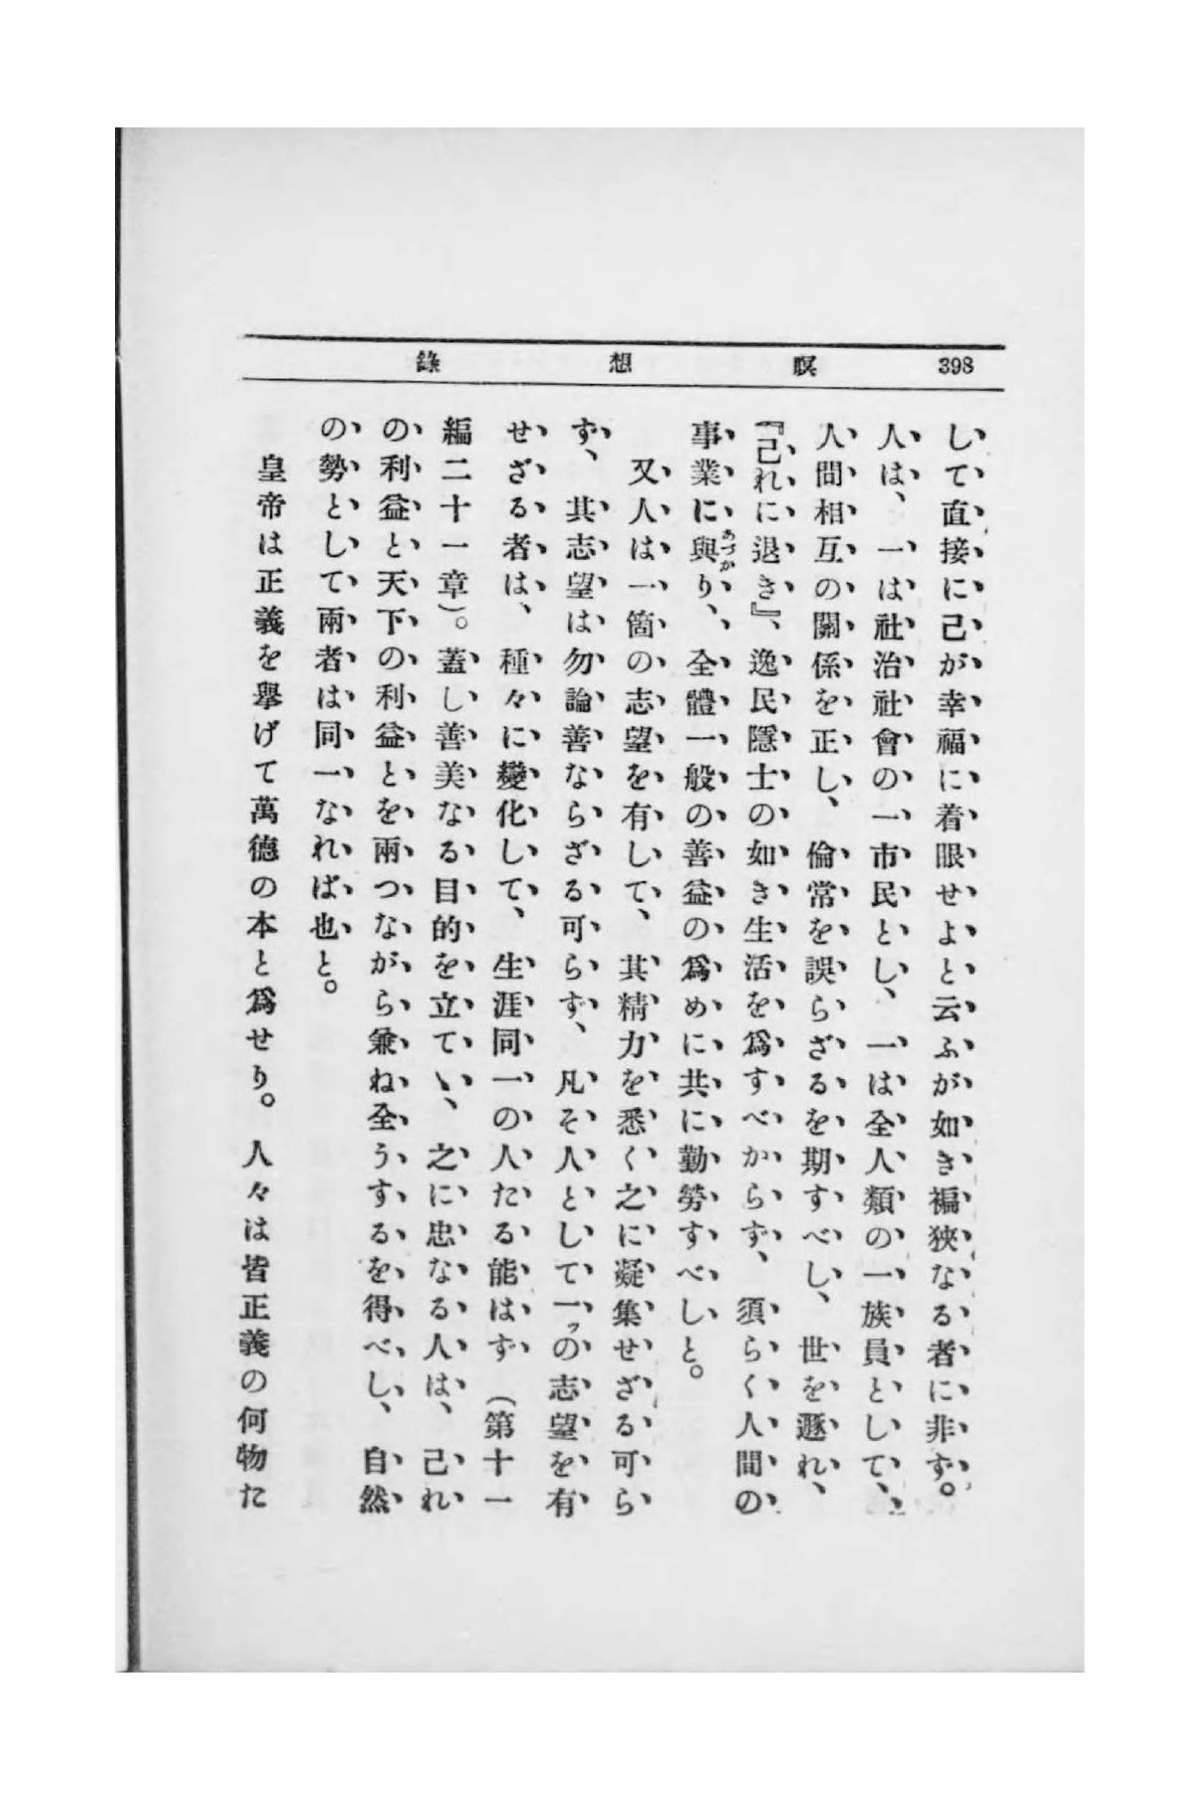 398 瞑想錄
して直接に己が幸福に着眼せよと云ふが如き褊狹なる者に非ず。
人は、一は社治社會の一市民とし、一は全人類の一族員として、
人間相互の關係を正し、倫常を誤らざるを期すべし、世を遯れ、
『己れに退き』、逸民隱士の如き生活を爲すべからず、須らく人間の
事業に與り、全體一般の善益の爲めに共に勤勞すべしと。
あづか
又人は一箇の志望を有して、其精力を悉く之に凝集せざる可ら
ず、其志望は勿論善ならざる可らず、凡そ人として一ツの志望を有
せざる者は、種々に變化して、生涯同一の人たる能はず（第十一
編二十一章）。蓋し善美なる目的を立てゝ、之に忠なる人は、己れ
の利益と天下の利益とを兩つながら兼ね全うするを得べし、自然
の勢として兩者は同一なれば也と。
皇帝は正義を擧げて萬德の本と爲せり。人々は皆正義の何物た